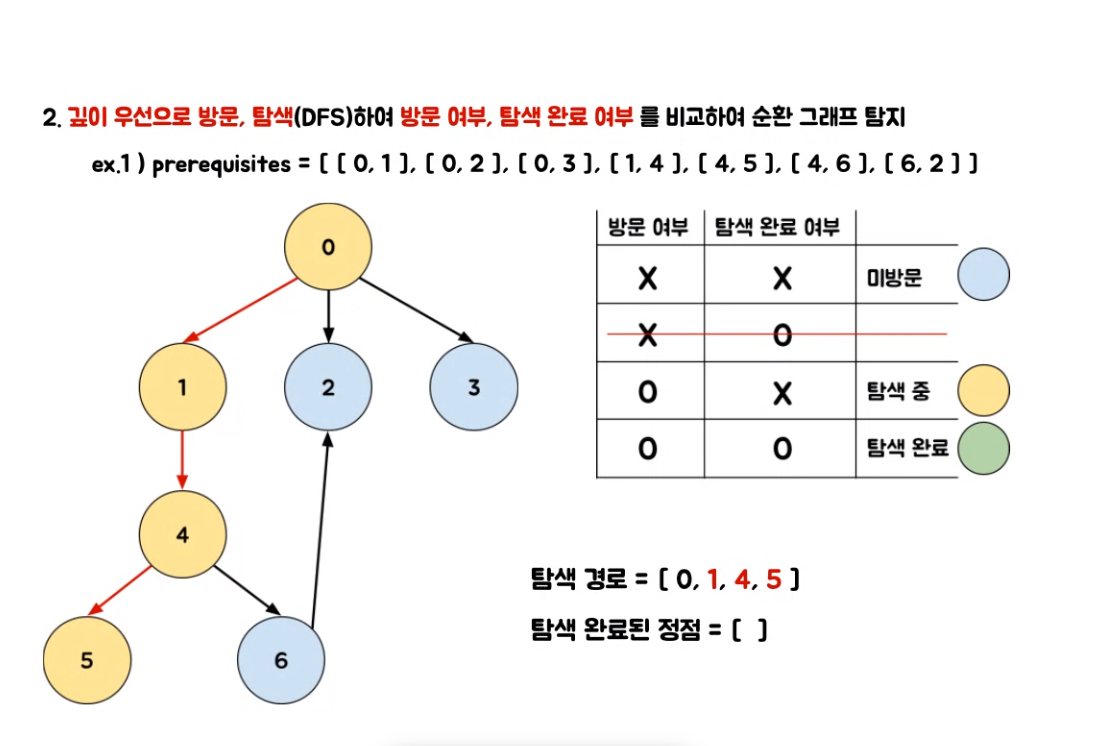 2. 깊이 우선으로 방문, 탐색(DFS)하여 방문 여부, 탐색 완료 여부 를 비교하여 순환 그래프 탐지
ex.1 ) prerequisites = [ [ 0, 1 ], [ 0, 2 ], [ 0, 3 ], [ 1, 4 ], [ 4, 5 ], [ 4, 6 ], [ 6, 2 ] ]
0
1 2 3
4
5 6
방문 여부 탐색 완료 여부
X X 미방문
X O
O X 탐색 중
O O 탐색 완료
탐색 경로 = [ 0, 1, 4, 5 ]
탐색 완료된 정점 = [ ]